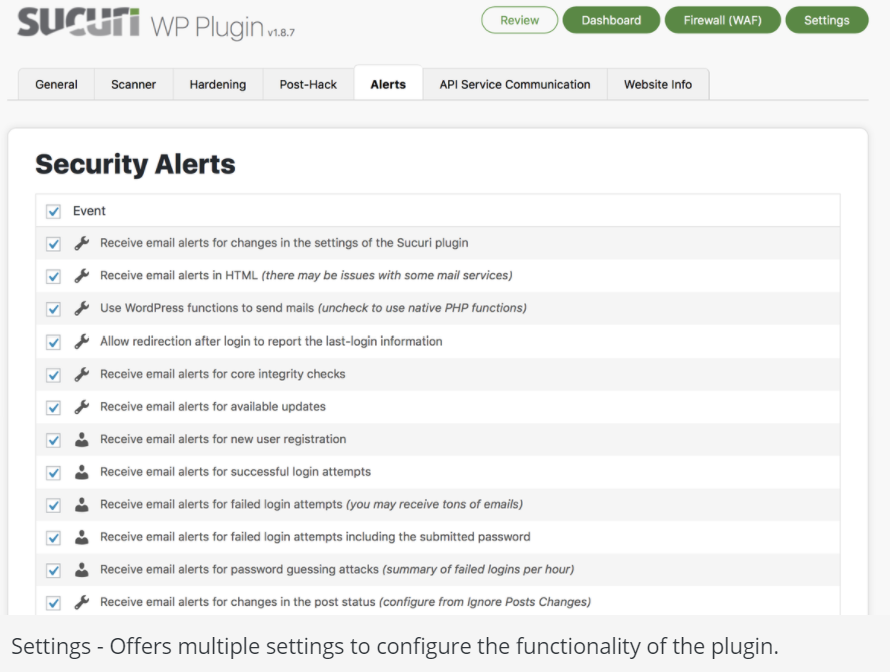 SUCURI WP Plugin v1.8.7
Review Dashboard Firewall (WAF) Settings
General Scanner Hardening Post-Hack Alerts API Service Communication Website Info
Security Alerts
Event
Receive email alerts for changes in the settings of the Sucuri plugin
Receive email alerts in HTML (there may be issues with some mail services)
Use WordPress functions to send mails (uncheck to use native PHP functions)
Allow redirection after login to report the last-login information
Receive email alerts for core integrity checks
Receive email alerts for available updates
Receive email alerts for new user registration
Receive email alerts for successful login attempts
Receive email alerts for failed login attempts (you may receive tons of emails)
Receive email alerts for failed login attempts including the submitted password
Receive email alerts for password guessing attacks (summary of failed logins per hour)
Receive email alerts for changes in the post status (configure from Ignore Posts Changes)
Settings - Offers multiple settings to configure the functionality of the plugin.